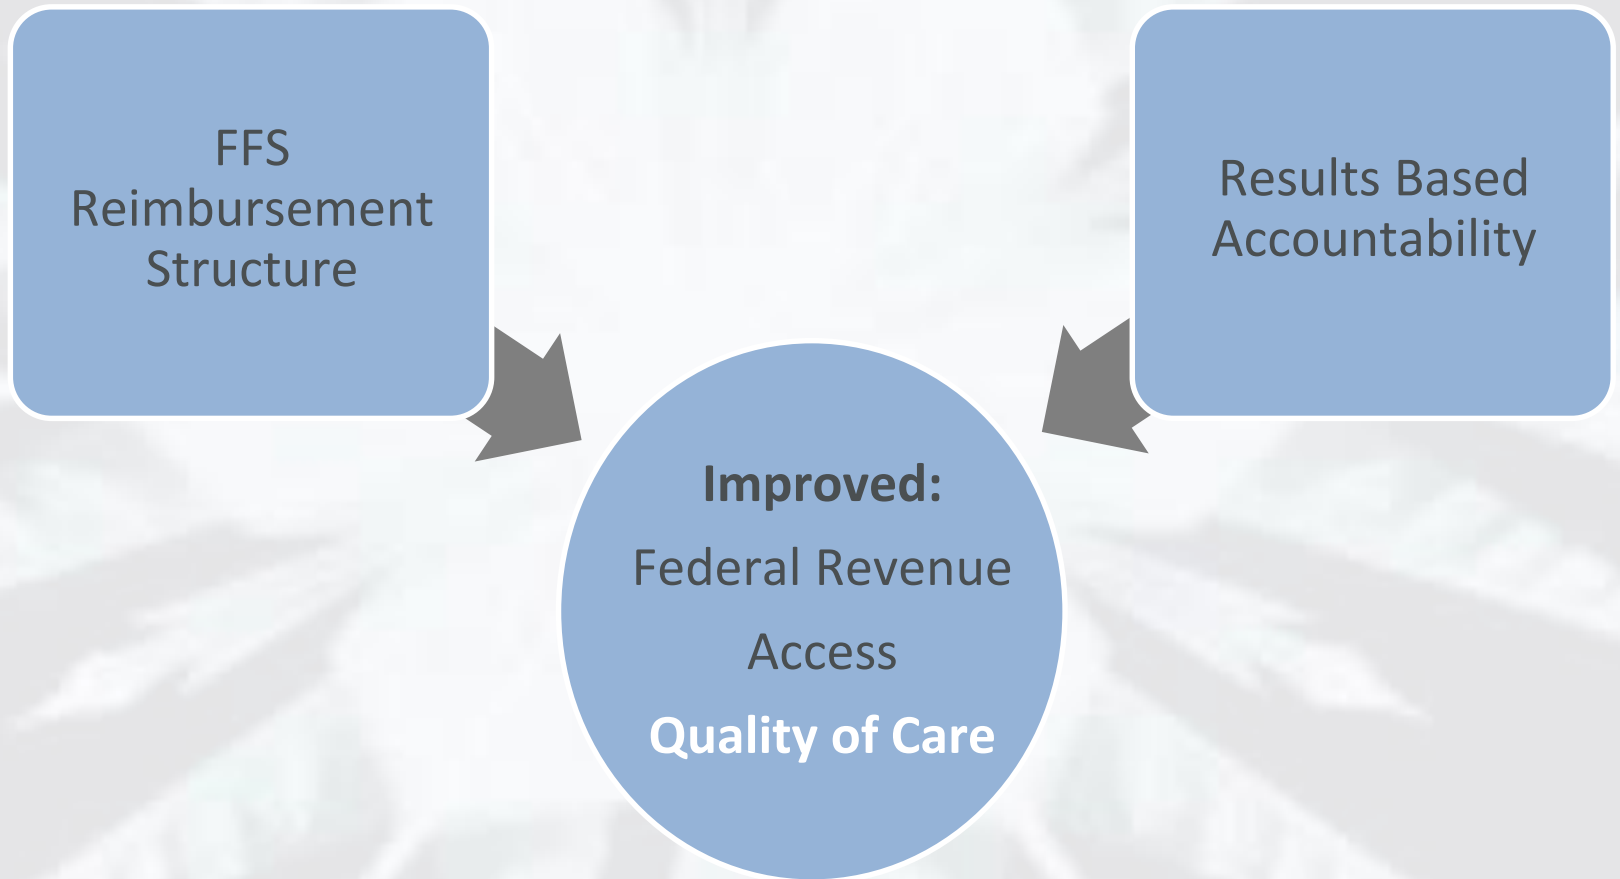 FFS
Reimbursement
Structure
Results Based
Accountability
Improved:
Federal Revenue
Access
Quality of Care